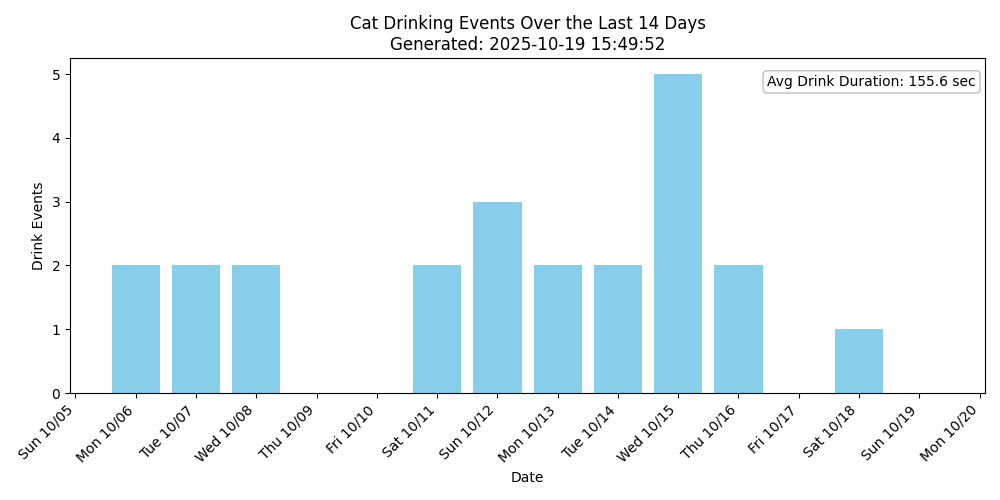 Cat Drinking Events Over the Last 14 Days
Generated: 2025-10-19 15:49:52
Avg Drink Duration: 155.6 sec
Drink Events
5
4
3
2
1
0
Sun 10/05
Mon 10/06
Tue 10/07
Wed 10/08
Thu 10/09
Fri 10/10
Sat 10/11
Sun 10/12
Mon 10/13
Tue 10/14
Wed 10/15
Thu 10/16
Fri 10/17
Sat 10/18
Sun 10/19
Mon 10/20
Date